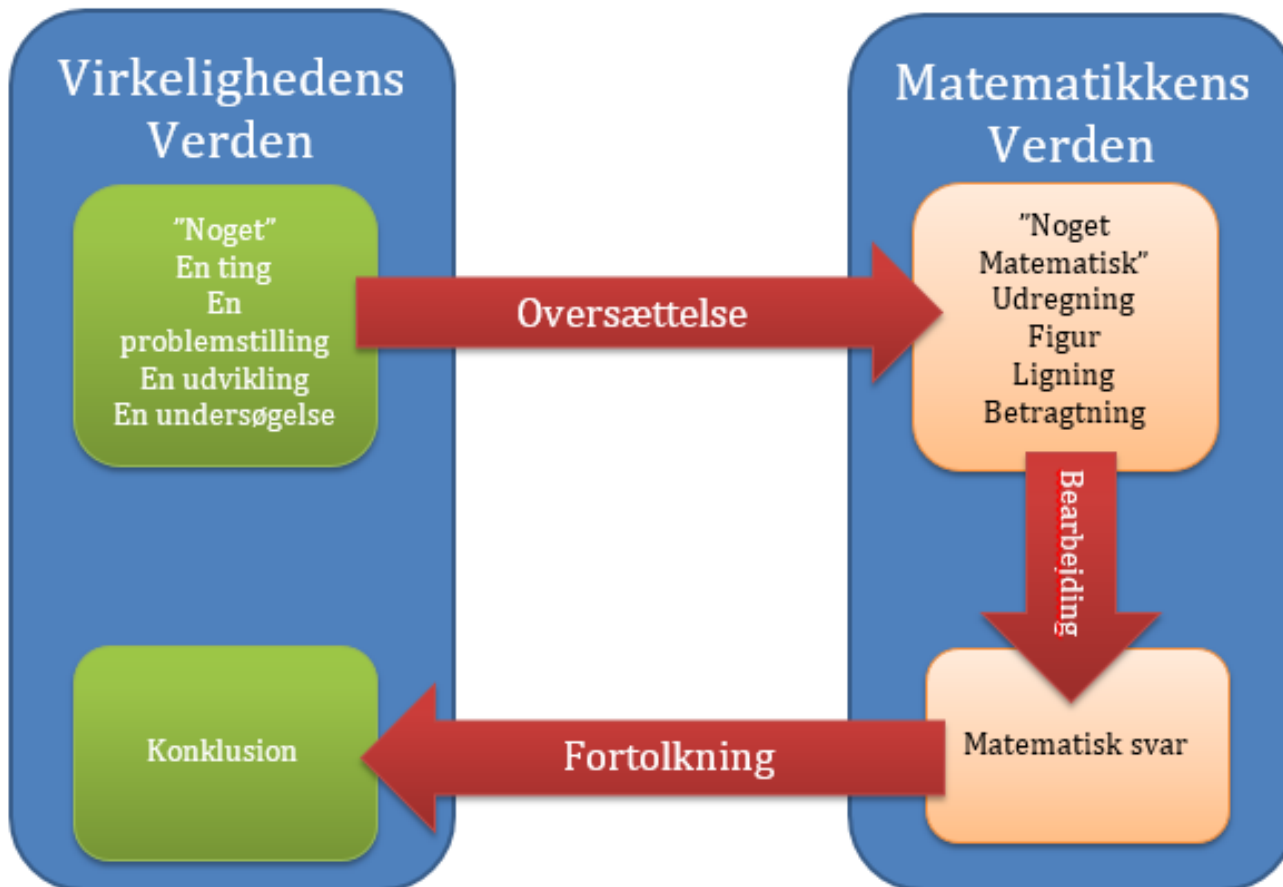 Virkelighedens
Verden
”Noget”
En ting
En
problemstilling
En udvikling
En undersøgelse
Oversættelse
Matematikkens
Verden
”Noget
Matematisk”
Udregning
Figur
Ligning
Betragtning
Bearbejding
Matematisk svar
Fortolkning
Konklusion